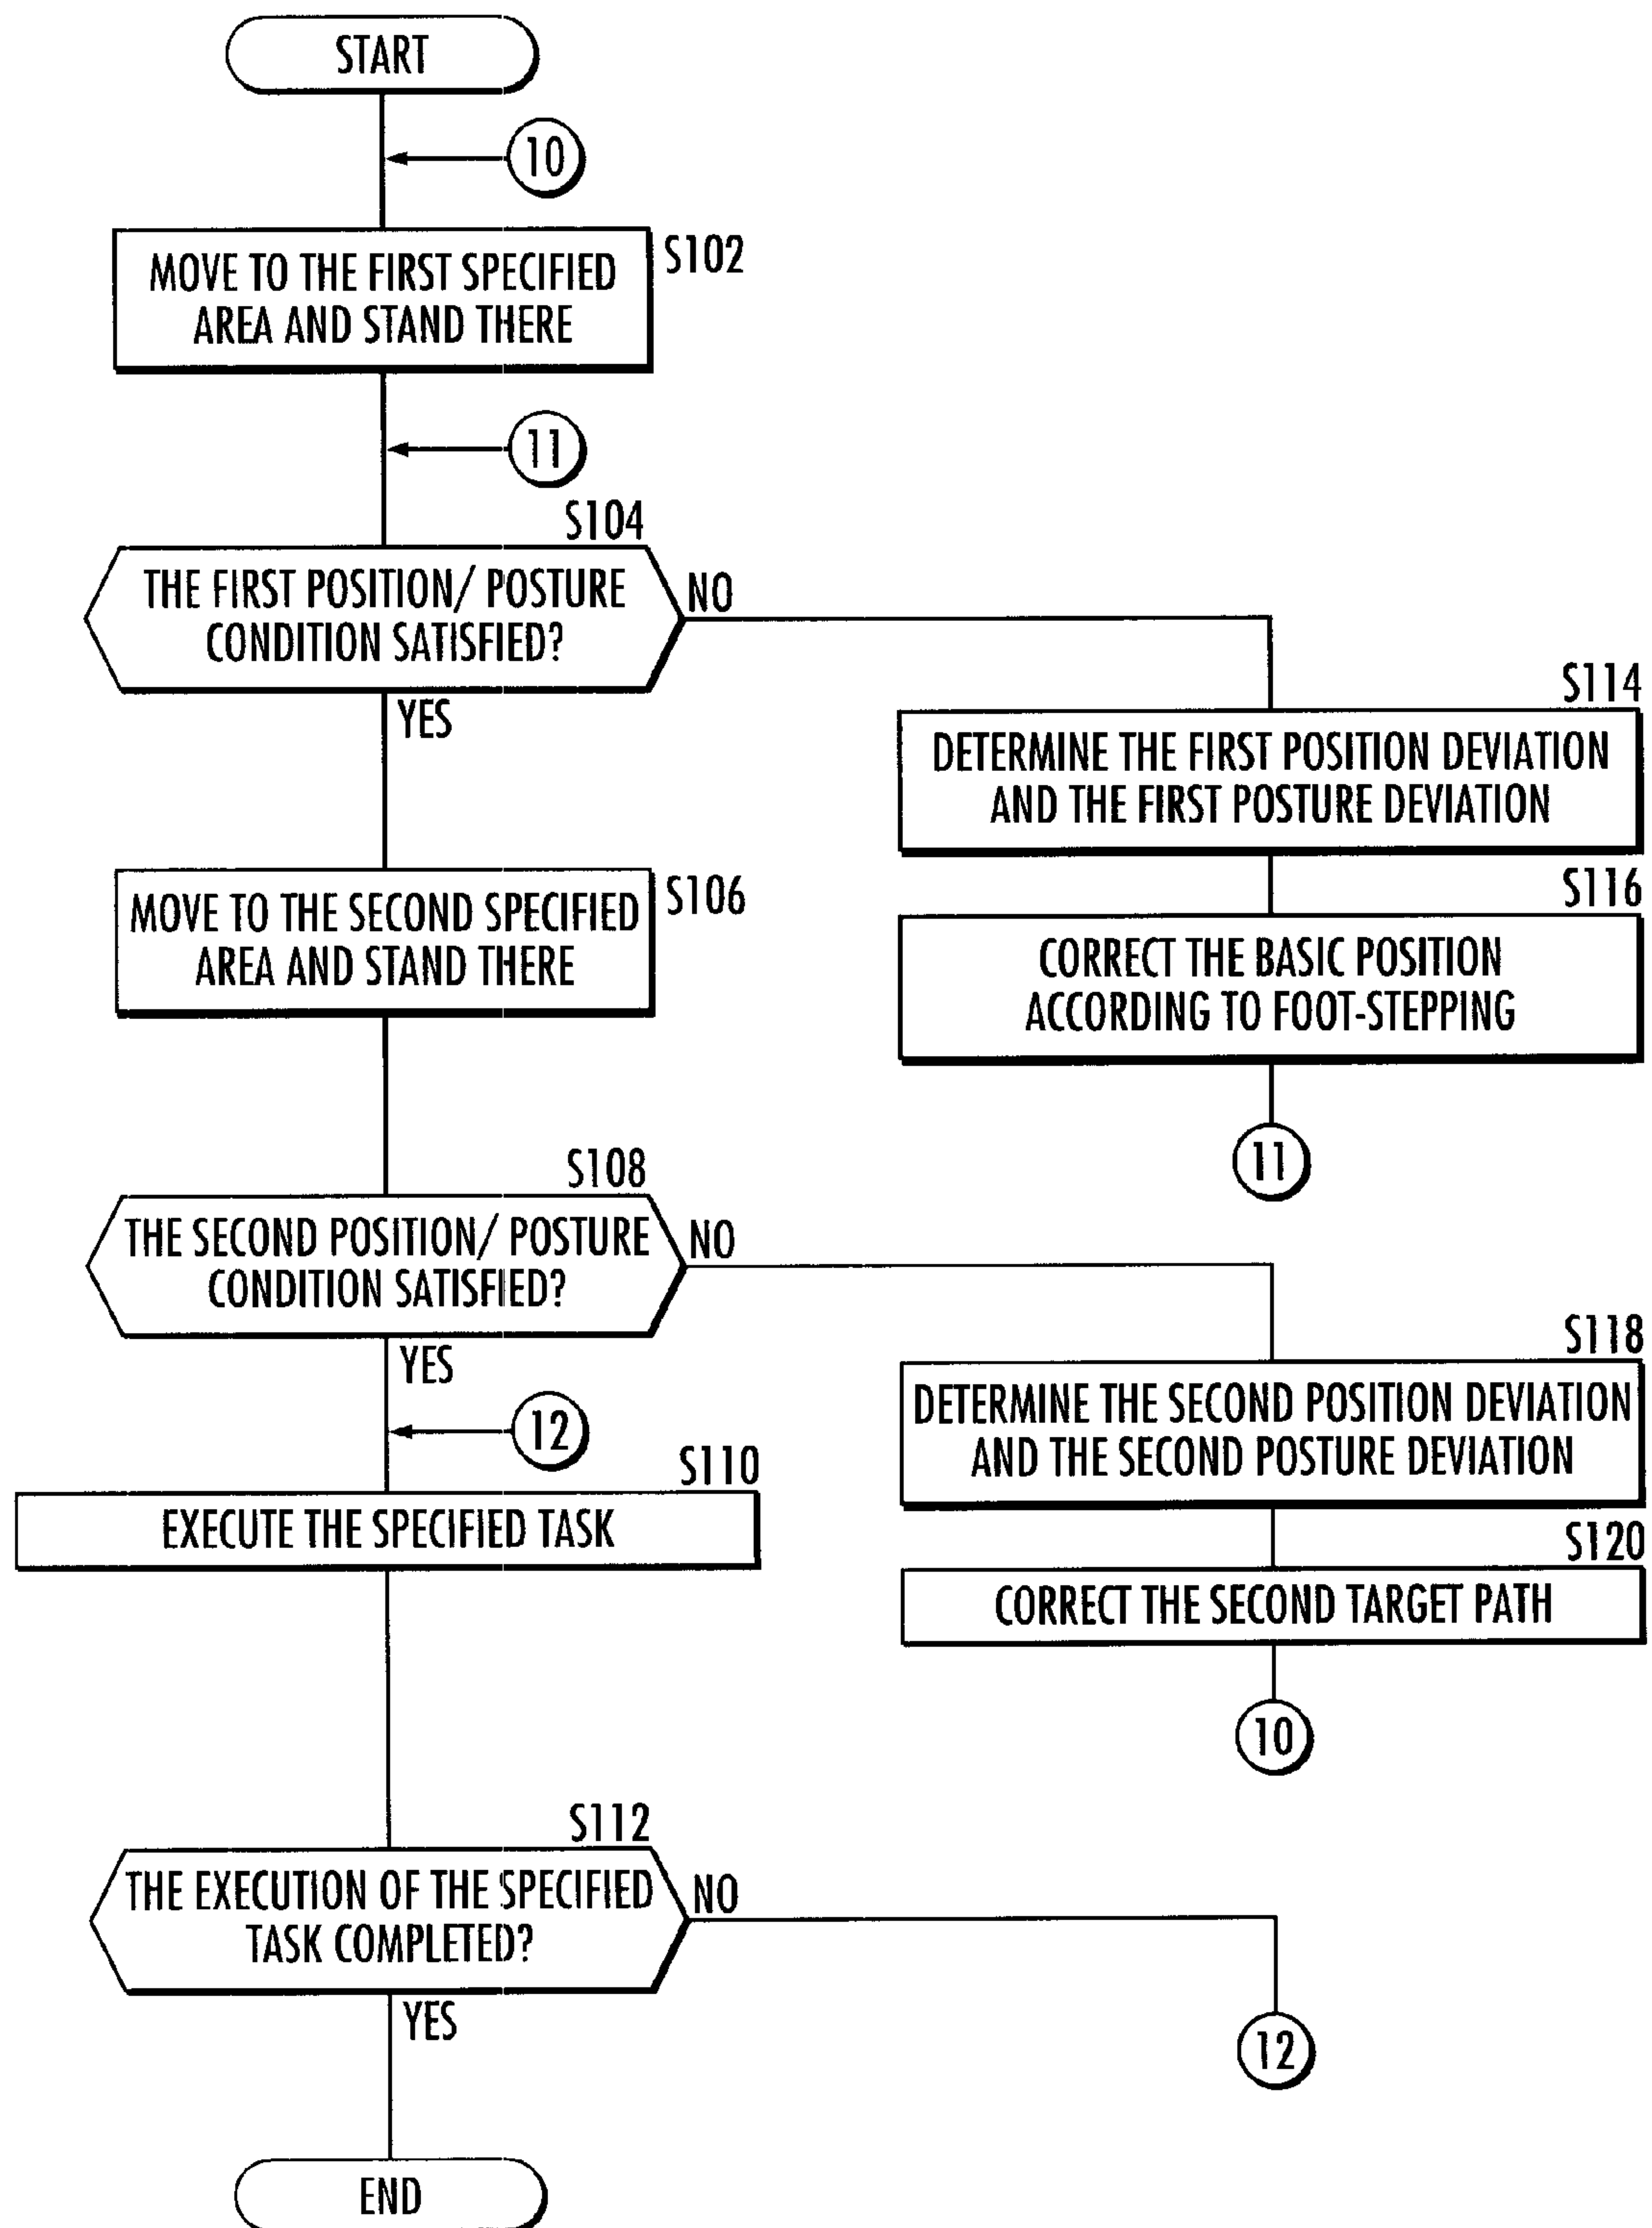 START
10
S102
MOVE TO THE FIRST SPECIFIED
AREA AND STAND THERE
11
S104
THE FIRST POSITION/ POSTURE
CONDITION SATISFIED?
NO
YES
S114
DETERMINE THE FIRST POSITION DEVIATION
AND THE FIRST POSTURE DEVIATION
S116
CORRECT THE BASIC POSITION
ACCORDING TO FOOT-STEPPING
11
S106
MOVE TO THE SECOND SPECIFIED
AREA AND STAND THERE
S108
THE SECOND POSITION/ POSTURE
CONDITION SATISFIED?
NO
YES
S118
DETERMINE THE SECOND POSITION DEVIATION
AND THE SECOND POSTURE DEVIATION
S120
CORRECT THE SECOND TARGET PATH
10
12
S110
EXECUTE THE SPECIFIED TASK
S112
THE EXECUTION OF THE SPECIFIED
TASK COMPLETED?
NO
YES
12
END